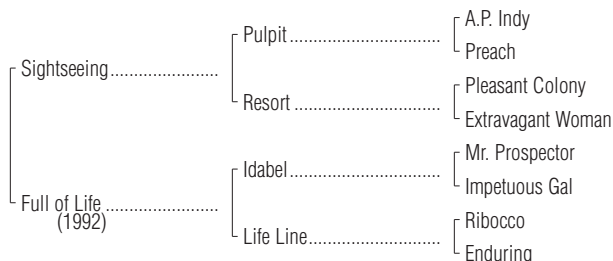 A.P. Indy
Pulpit
Preach
Sightseeing
Pleasant Colony
Resort
Extravagant Woman
Mr. Prospector
Idabel
Impetuous Gal
Full of Life
(1992)
Ribocco
Life Line
Enduring